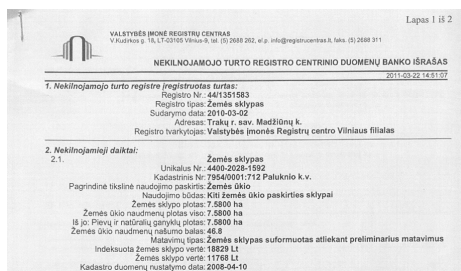 Lapas 1 iš 2
VALSTYBĖS ĮMONĖ REGISTRŲ CENTRAS
V.Kudirkos g. 18, LT-03105 Vilnius-9, tel. (5) 2688 262, el.p. info@registrucentras.lt, faks. (5) 2688 311
NEKILNOJAMOJO TURTO REGISTRO CENTRINIO DUOMENŲ BANKO IŠRAŠAS
2011-03-22 14:51:07
1. Nekilnojamojo turto registre įregistruotas turtas:
Registro Nr.: 44/1351583
Registro tipas: Žemės sklypas
Sudarymo data: 2010-03-02
Adresas: Trakų r. sav. Madžiūnų k.
Registro tvarkytojas: Valstybės įmonės Registrų centro Vilniaus filialas
2. Nekilnojamieji daiktai:
2.1. Žemės sklypas
Unikalus Nr.: 4400-2028-1592
Kadastrinis Nr: 7954/0001:712 Paluknio k.v.
Pagrindinė tikslinė naudojimo paskirtis: Žemės ūkio
Naudojimo būdas: Kiti žemės ūkio paskirties sklypai
Žemės sklypo plotas: 7.5800 ha
Žemės ūkio naudmenų plotas viso: 7.5800 ha
Iš jo: Pievų ir natūralių ganyklų plotas: 7.5800 ha
Žemės ūkio naudmenų našumo balas: 46.8
Matavimų tipas: Žemės sklypas suformuotas atliekant preliminarius matavimus
Indeksuota žemės sklypo vertė: 18829 Lt
Žemės sklypo vertė: 11768 Lt
Kadastro duomenų nustatymo data: 2008-04-10